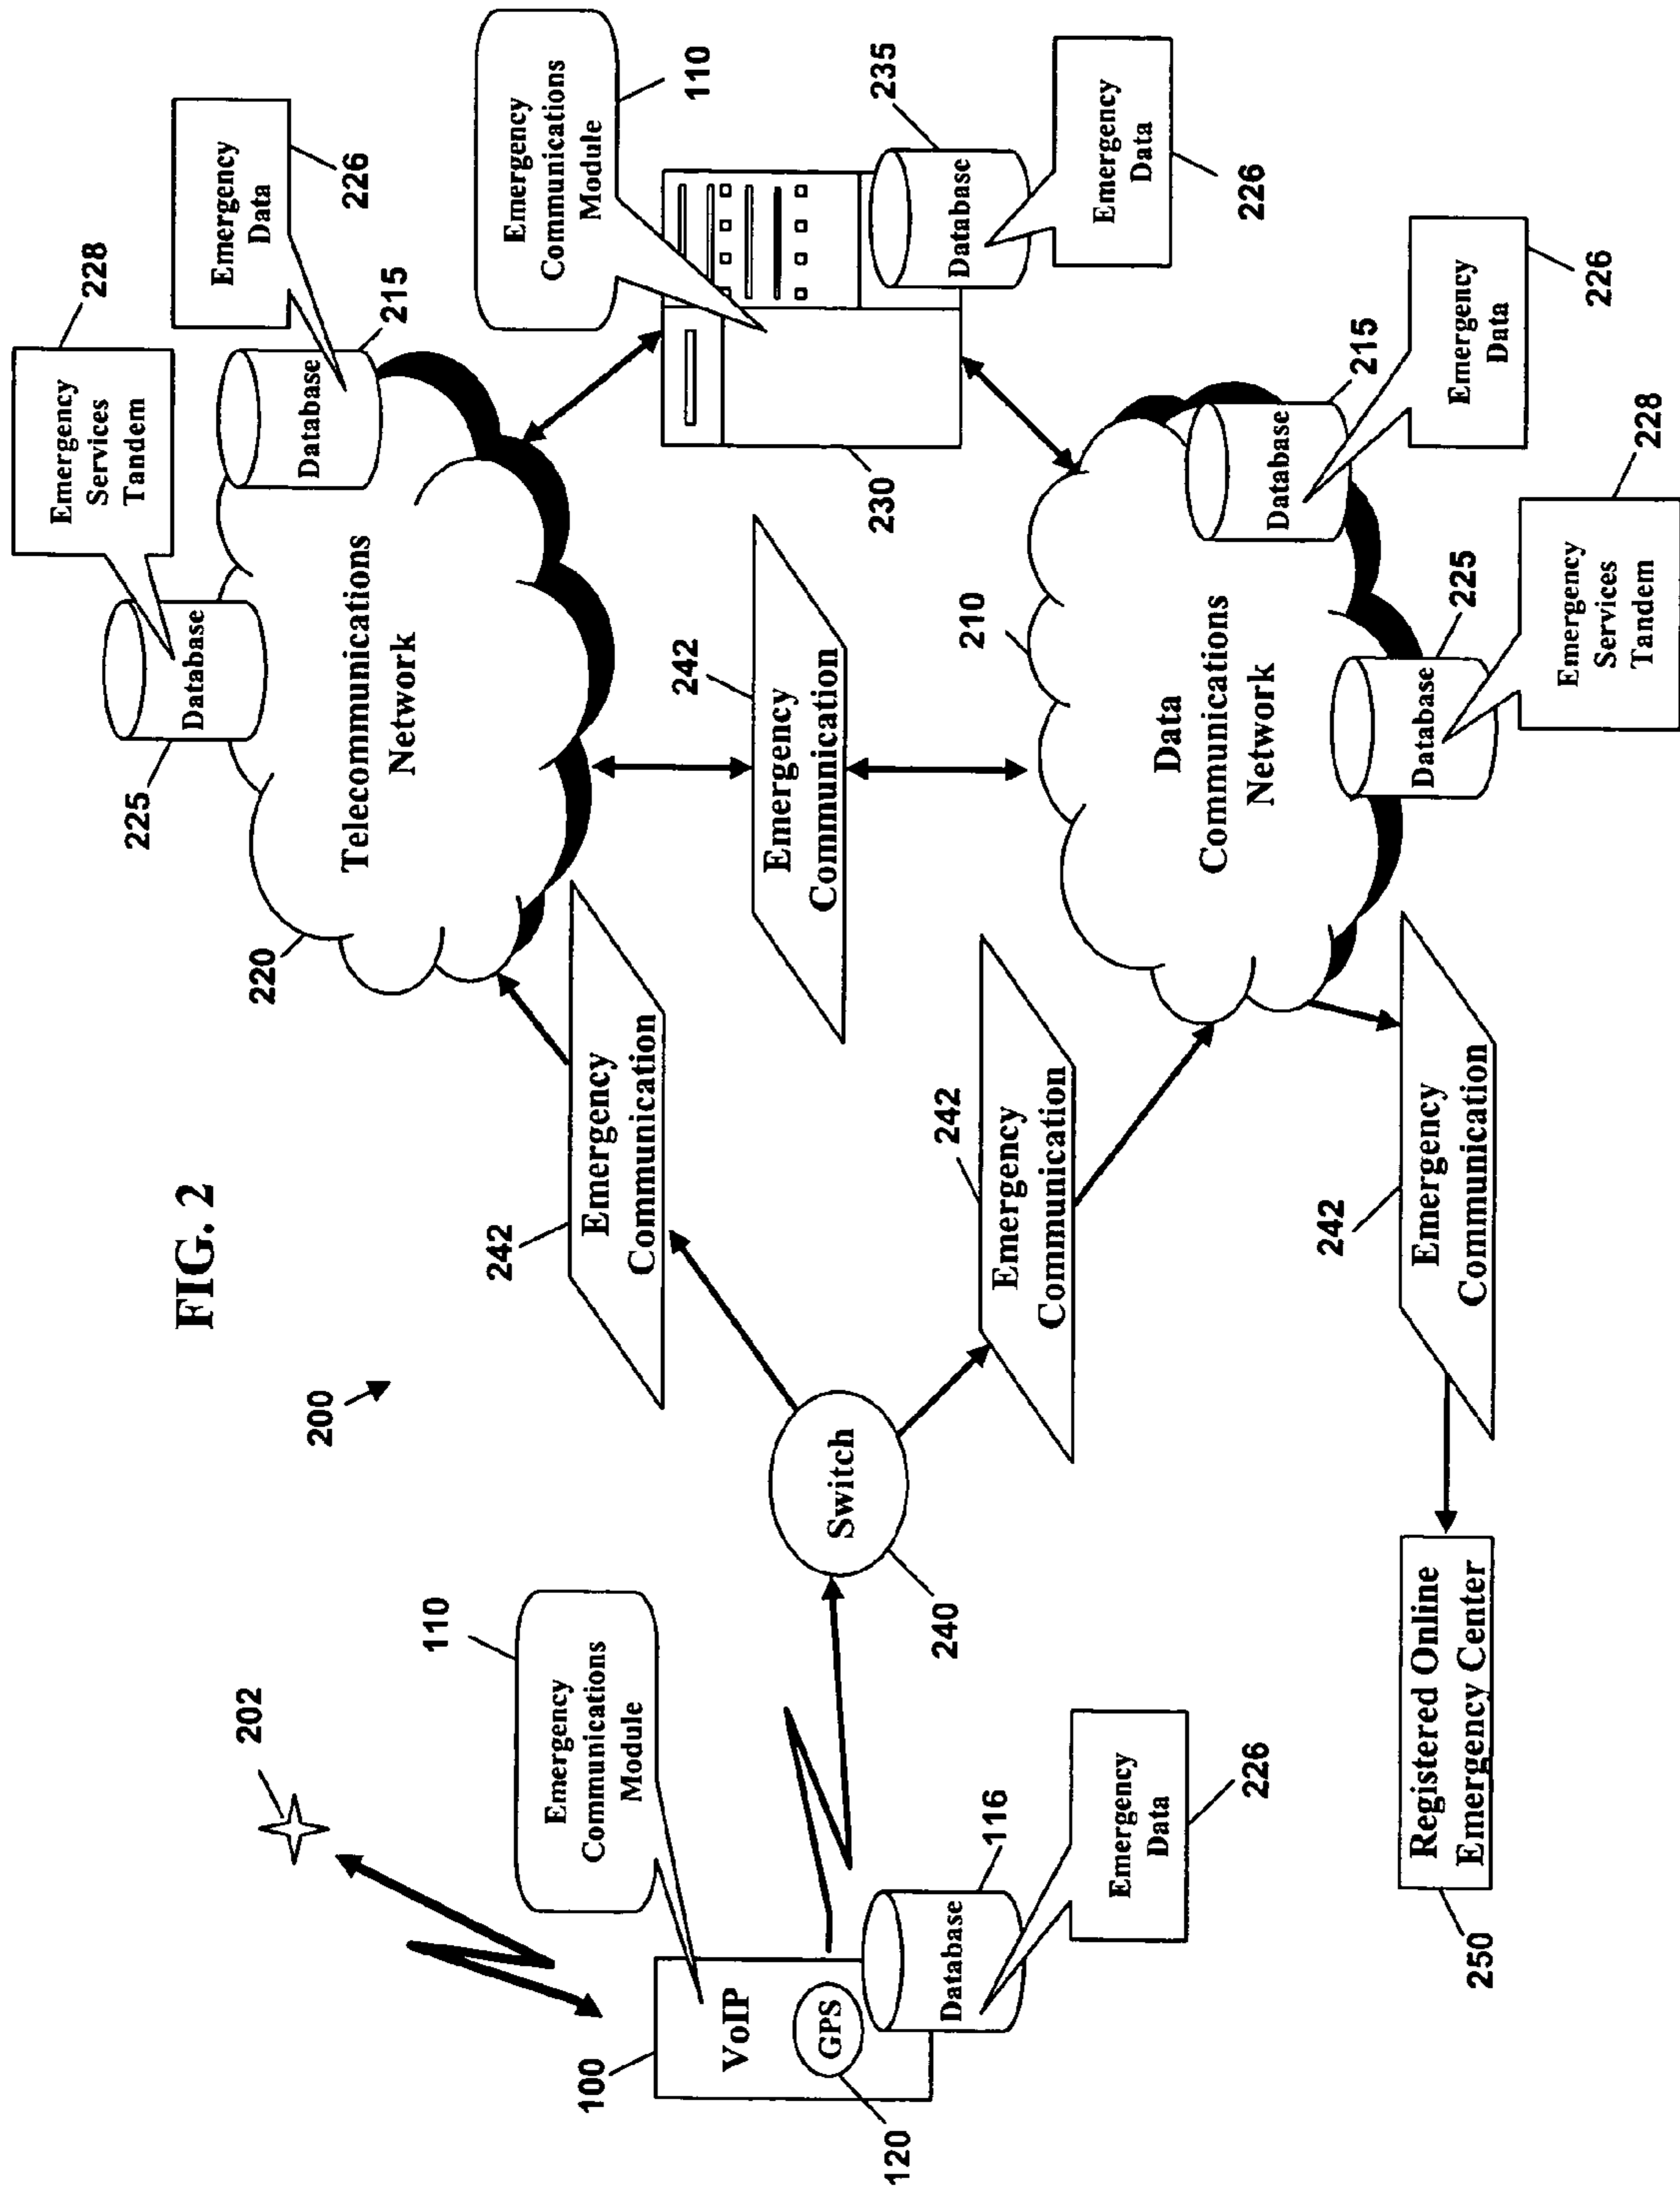 FIG. 2
200
202
110
Emergency
Communications
Module
100
VoIP
GPS
120
Database
116
Emergency
Data
226
Switch
240
242
Emergency
Communication
242
Emergency
Communication
242
Emergency
Communication
Registered Online
Emergency Center
250
220
Telecommunications
Network
225
Database
228
Emergency
Services
Tandem
Database
215
Emergency
Data
226
242
Emergency
Communication
210
Data
Communications
Network
Database
225
Emergency
Services
Tandem
228
Database
215
Emergency
Data
226
230
Emergency
Communications
Module
110
Database
235
Emergency
Data
226